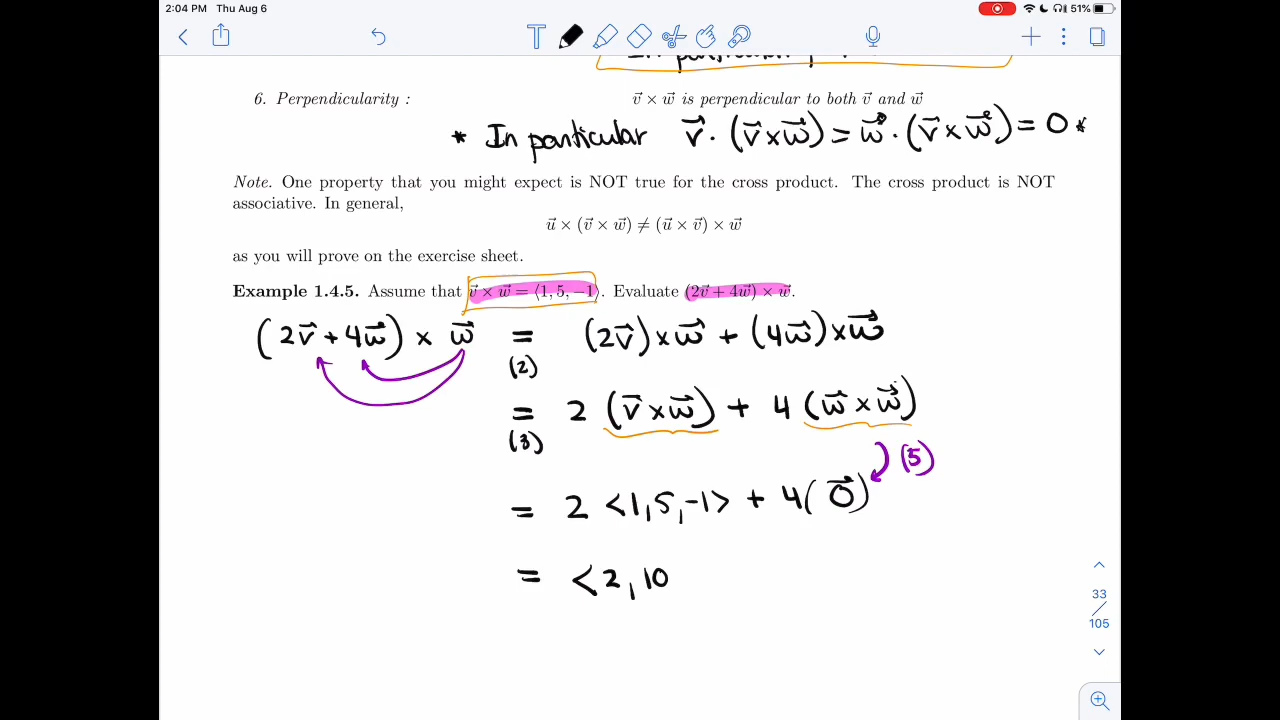 2:04 PM Thu Aug 6
51%
T
In particular
6. Perpendicularity : v⃗ × w⃗ is perpendicular to both v⃗ and w⃗
* In particular v⃗ · (v⃗ × w⃗) = w⃗ · (v⃗ × w⃗) = 0 *
Note. One property that you might expect is NOT true for the cross product. The cross product is NOT
associative. In general,
u⃗ × (v⃗ × w⃗) ≠ (u⃗ × v⃗) × w⃗
as you will prove on the exercise sheet.
Example 1.4.5. Assume that v⃗ × w⃗ = ⟨1, 5, −1⟩. Evaluate (2v⃗ + 4w⃗) × w⃗.
(2v⃗ + 4w⃗) × w⃗ = (2v⃗) × w⃗ + (4w⃗) × w⃗
(2)
= 2 (v⃗ × w⃗) + 4 (w⃗ × w⃗)
(3)
(5)
= 2 <1, 5, -1> + 4( 0⃗ )
= <2, 10
33
105